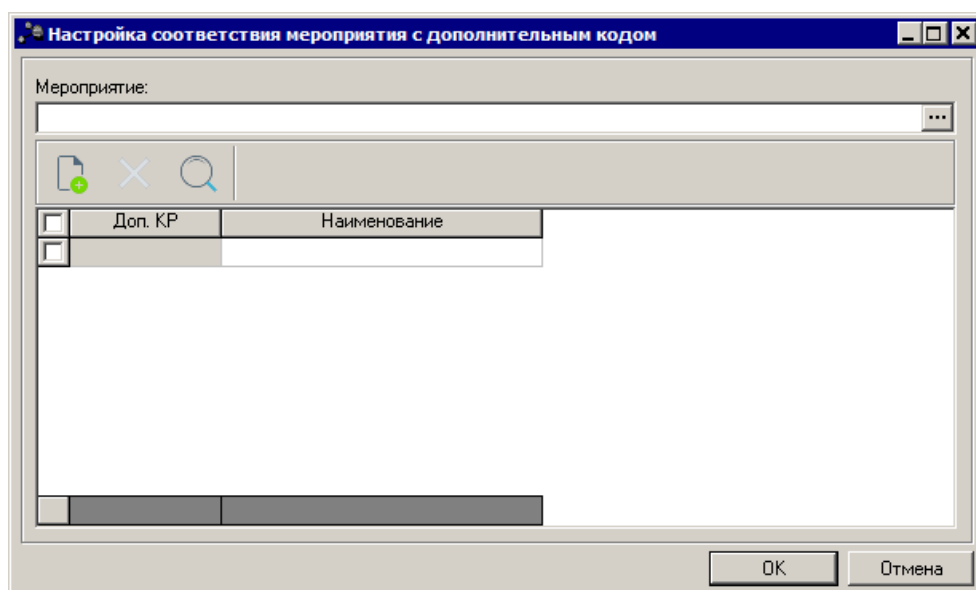 Настройка соответствия мероприятия с дополнительным кодом
Мероприятие:
Доп. КР Наименование
OK Отмена